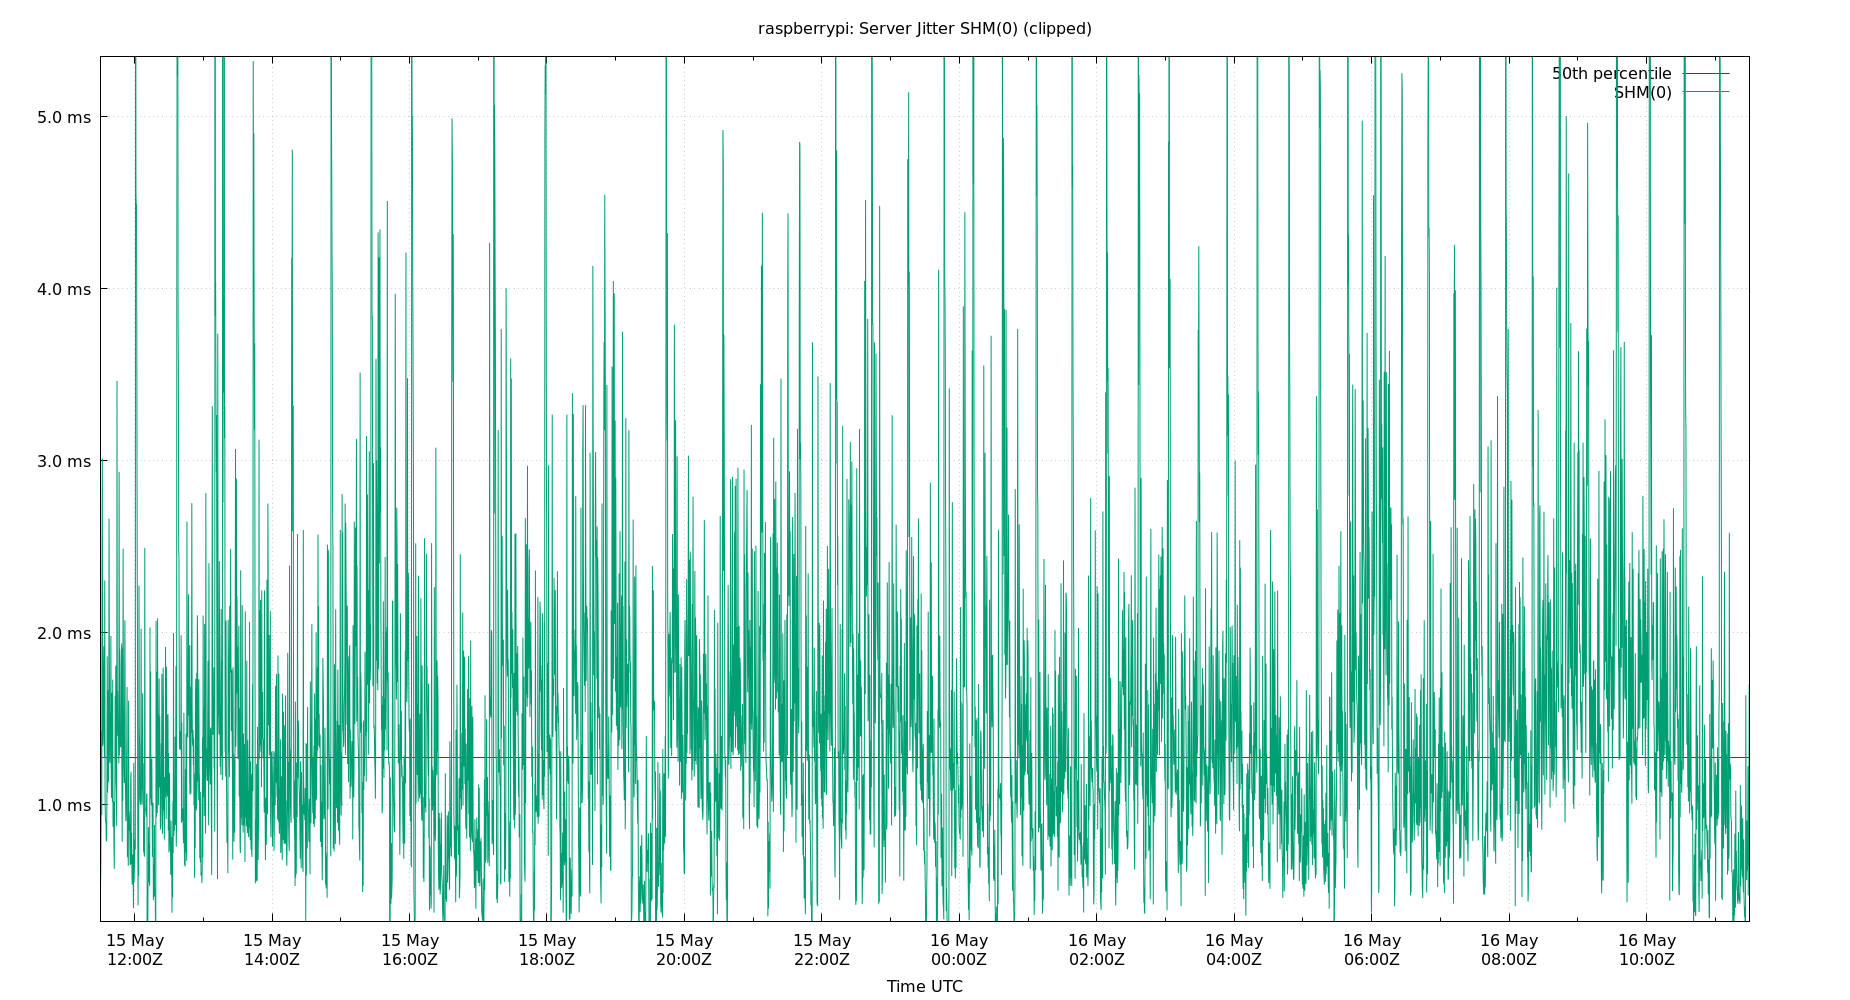 raspberrypi: Server Jitter SHM(0) (clipped)
50th percentile
SHM(0)
5.0 ms
4.0 ms
3.0 ms
2.0 ms
1.0 ms
15 May 15 May 15 May 15 May 15 May 15 May 16 May 16 May 16 May 16 May 16 May 16 May
12:00Z 14:00Z 16:00Z 18:00Z 20:00Z 22:00Z 00:00Z 02:00Z 04:00Z 06:00Z 08:00Z 10:00Z
Time UTC